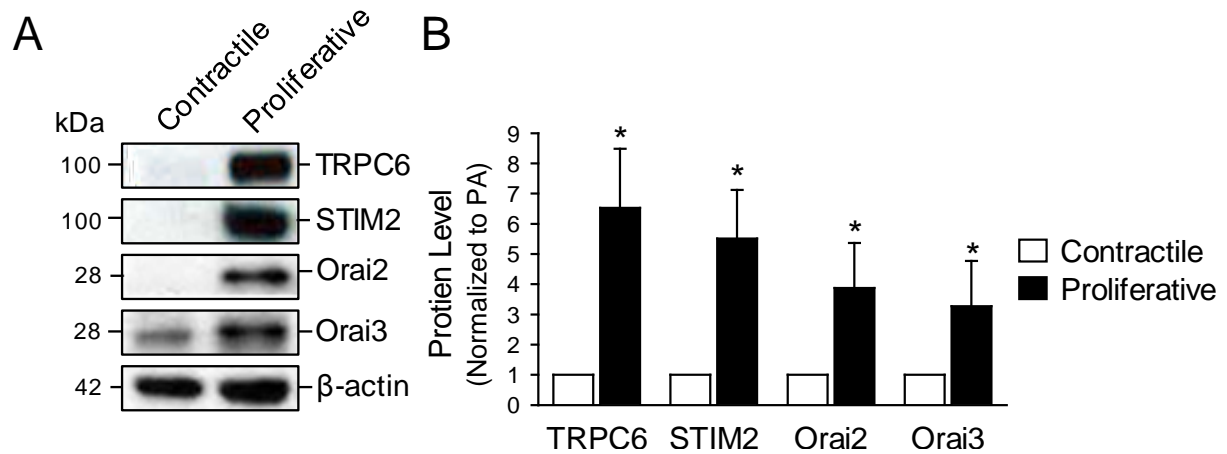 A
Contractile
Proliferative
kDa
100
TRPC6
100
STIM2
28
Orai2
28
Orai3
42
β-actin
B
Protien Level
(Normalized to PA)
9
8
7
6
5
4
3
2
1
0
* * * *
TRPC6 STIM2 Orai2 Orai3
Contractile
Proliferative